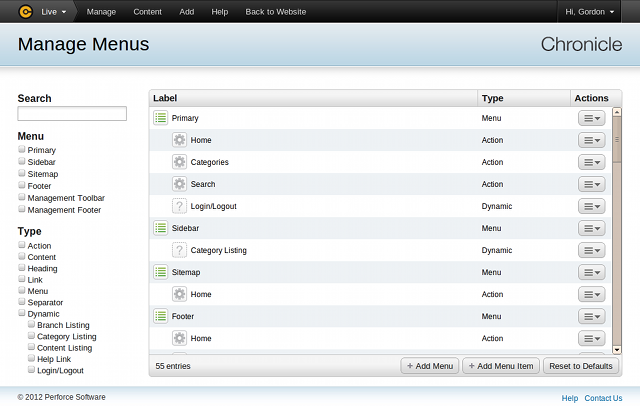 Live Manage Content Add Help Back to Website Hi, Gordon
Manage Menus
Chronicle
Search
Menu
Primary
Sidebar
Sitemap
Footer
Management Toolbar
Management Footer
Type
Action
Content
Heading
Link
Menu
Separator
Dynamic
Branch Listing
Category Listing
Content Listing
Help Link
Login/Logout
Label Type Actions
Primary Menu
Home Action
Categories Action
Search Action
? Login/Logout Dynamic
Sidebar Menu
? Category Listing Dynamic
Sitemap Menu
Home Action
Footer Menu
Home Action
55 entries + Add Menu + Add Menu Item Reset to Defaults
© 2012 Perforce Software
Help Contact Us